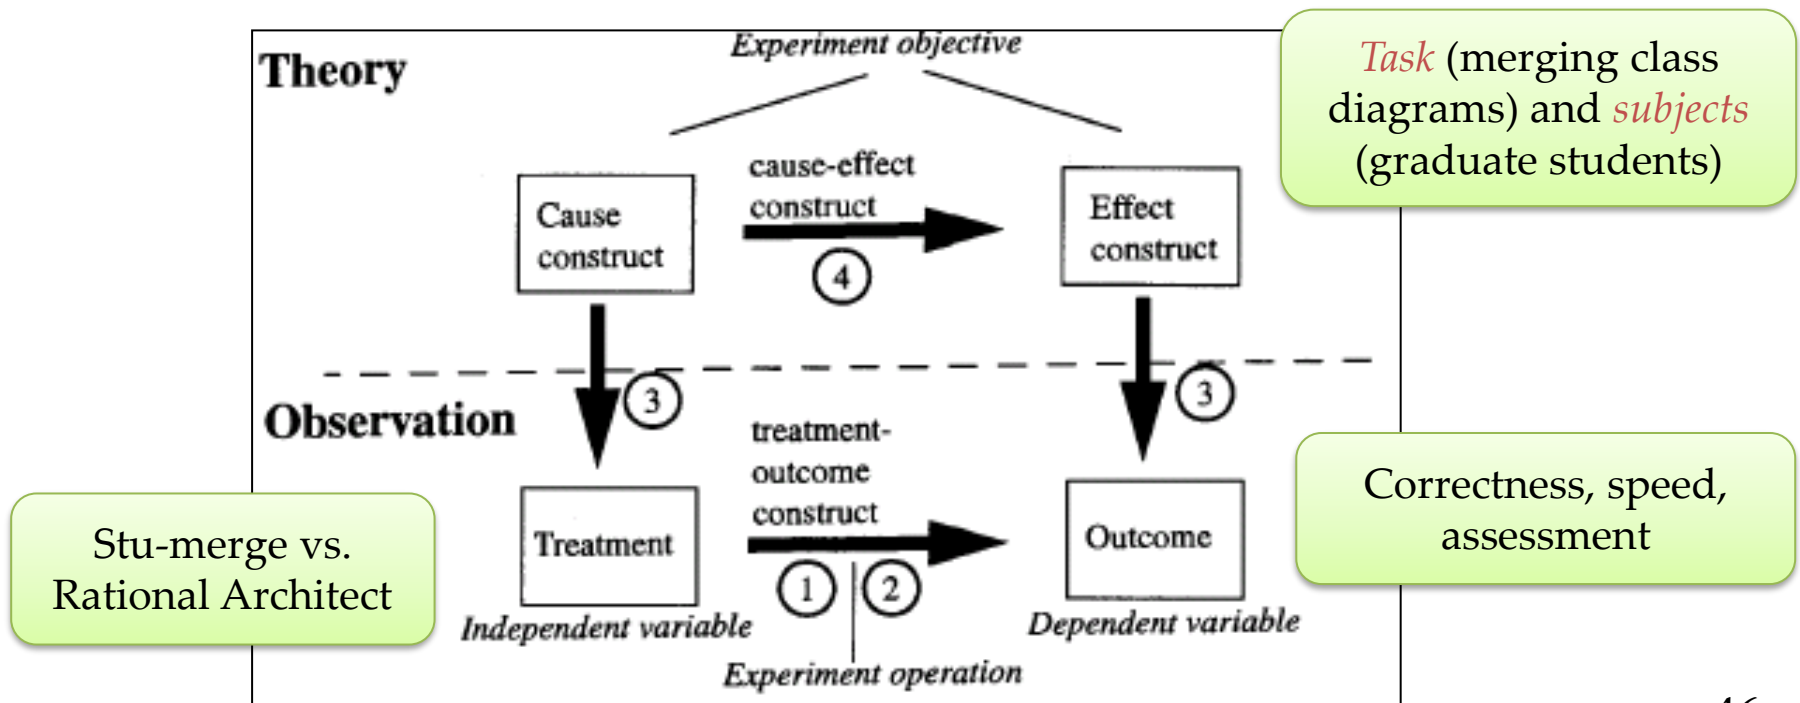 Theory
Experiment objective
Task (merging class
diagrams) and subjects
(graduate students)
Cause
construct
cause-effect
construct
4
Effect
construct
3
3
Observation
treatment-
outcome
construct
Treatment
1
2
Outcome
Independent variable
Dependent variable
Experiment operation
Stu-merge vs.
Rational Architect
Correctness, speed,
assessment